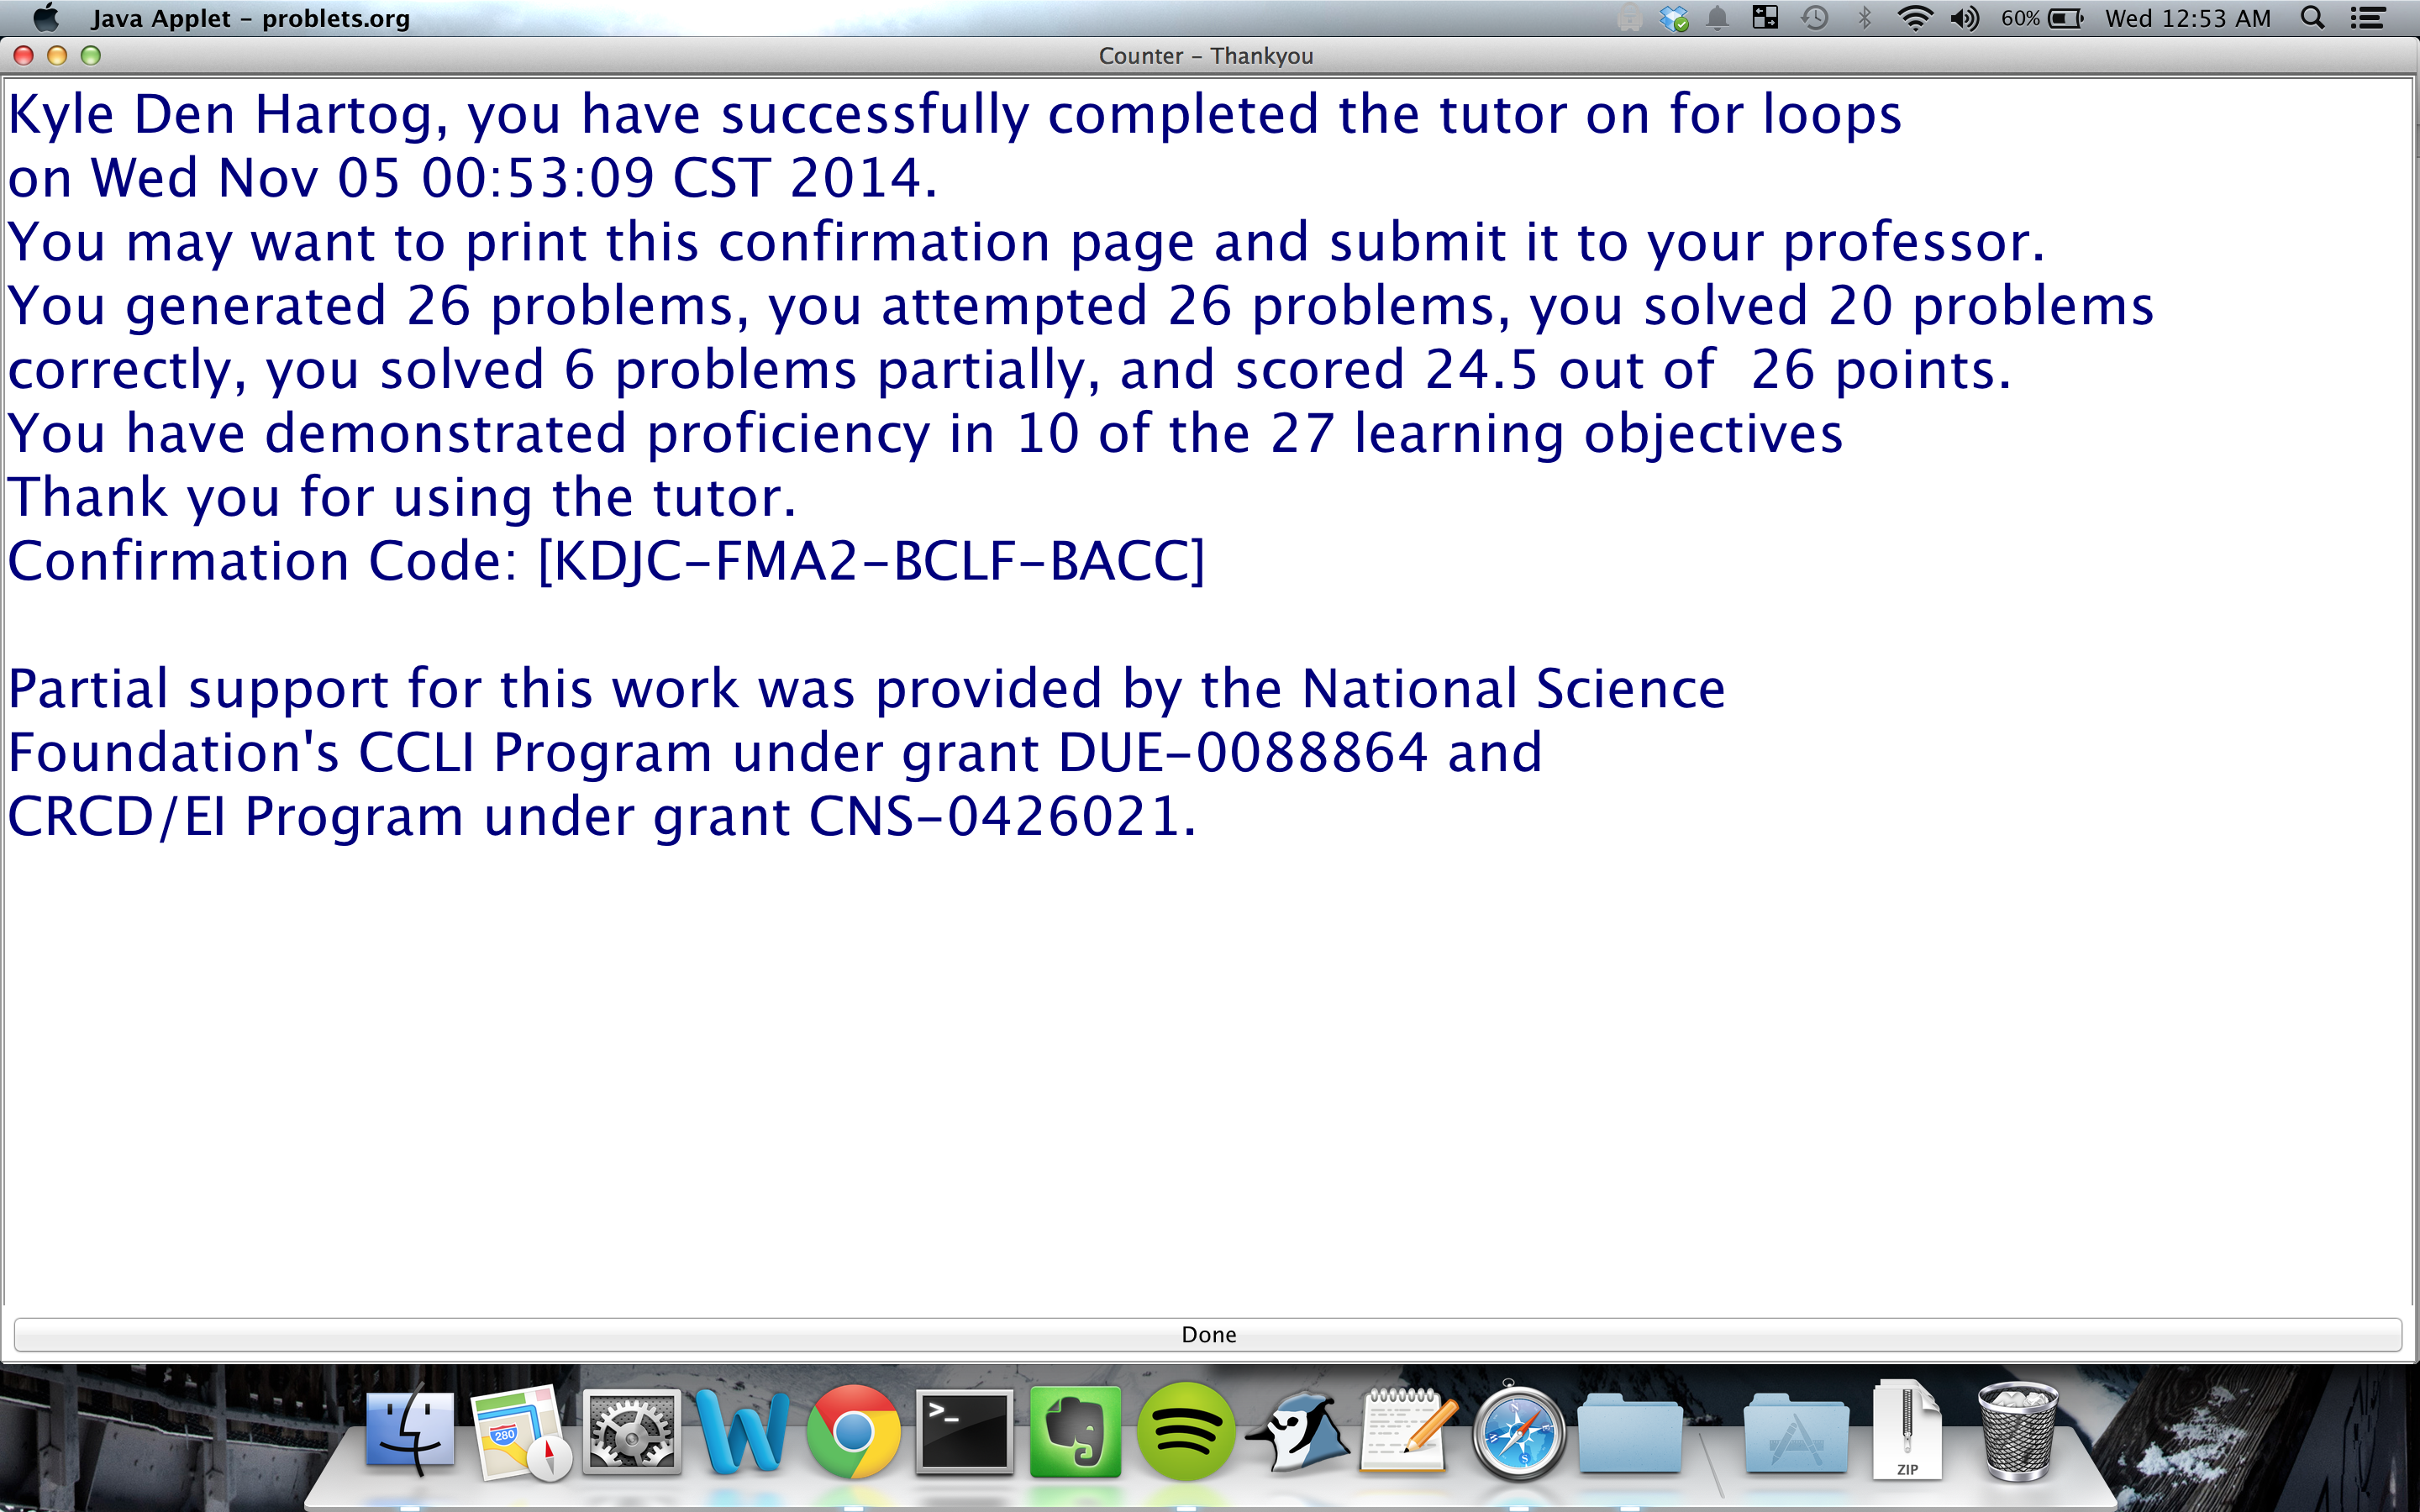 Java Applet – problets.org
60%
Wed 12:53 AM
Counter – Thankyou
Kyle Den Hartog, you have successfully completed the tutor on for loops
on Wed Nov 05 00:53:09 CST 2014.
You may want to print this confirmation page and submit it to your professor.
You generated 26 problems, you attempted 26 problems, you solved 20 problems
correctly, you solved 6 problems partially, and scored 24.5 out of  26 points.
You have demonstrated proficiency in 10 of the 27 learning objectives
Thank you for using the tutor.
Confirmation Code: [KDJC-FMA2-BCLF-BACC]
Partial support for this work was provided by the National Science
Foundation's CCLI Program under grant DUE-0088864 and
CRCD/EI Program under grant CNS-0426021.
Done
280
>_
ZIP